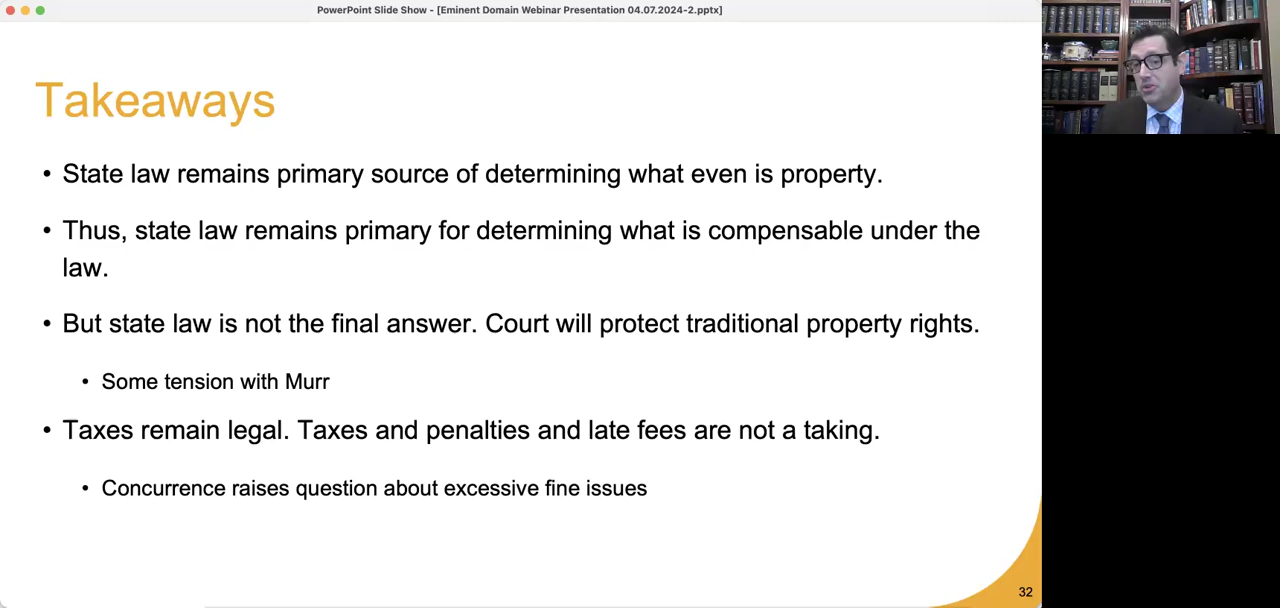 PowerPoint Slide Show - [Eminent Domain Webinar Presentation 04.07.2024-2.pptx]
Takeaways
• State law remains primary source of determining what even is property.
• Thus, state law remains primary for determining what is compensable under the
law.
• But state law is not the final answer. Court will protect traditional property rights.
• Some tension with Murr
• Taxes remain legal. Taxes and penalties and late fees are not a taking.
• Concurrence raises question about excessive fine issues
32